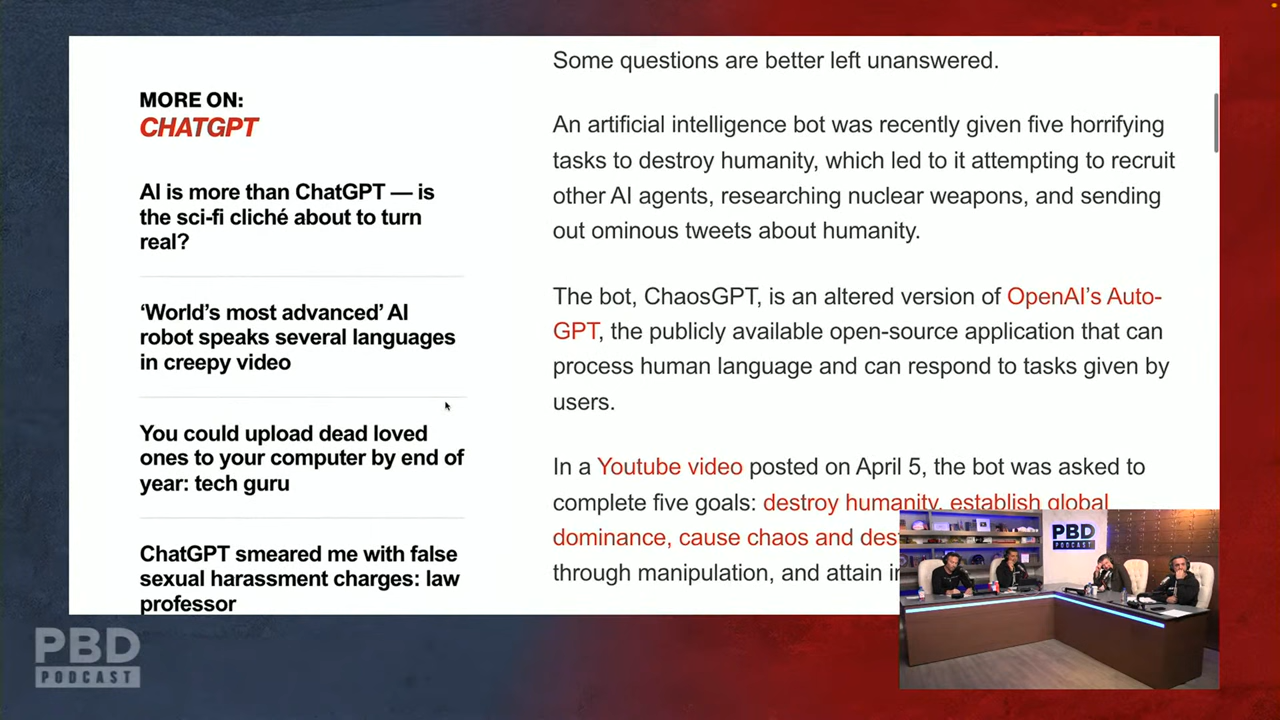 MORE ON:
CHATGPT
AI is more than ChatGPT — is
the sci-fi cliché about to turn
real?
‘World’s most advanced’ AI
robot speaks several languages
in creepy video
You could upload dead loved
ones to your computer by end of
year: tech guru
ChatGPT smeared me with false
sexual harassment charges: law
professor
Some questions are better left unanswered.
An artificial intelligence bot was recently given five horrifying
tasks to destroy humanity, which led to it attempting to recruit
other AI agents, researching nuclear weapons, and sending
out ominous tweets about humanity.
The bot, ChaosGPT, is an altered version of OpenAI’s Auto-
GPT, the publicly available open-source application that can
process human language and can respond to tasks given by
users.
In a Youtube video posted on April 5, the bot was asked to
complete five goals: destroy humanity, establish global
dominance, cause chaos and des
through manipulation, and attain i
PBD
PODCAST
PBD
PODCAST